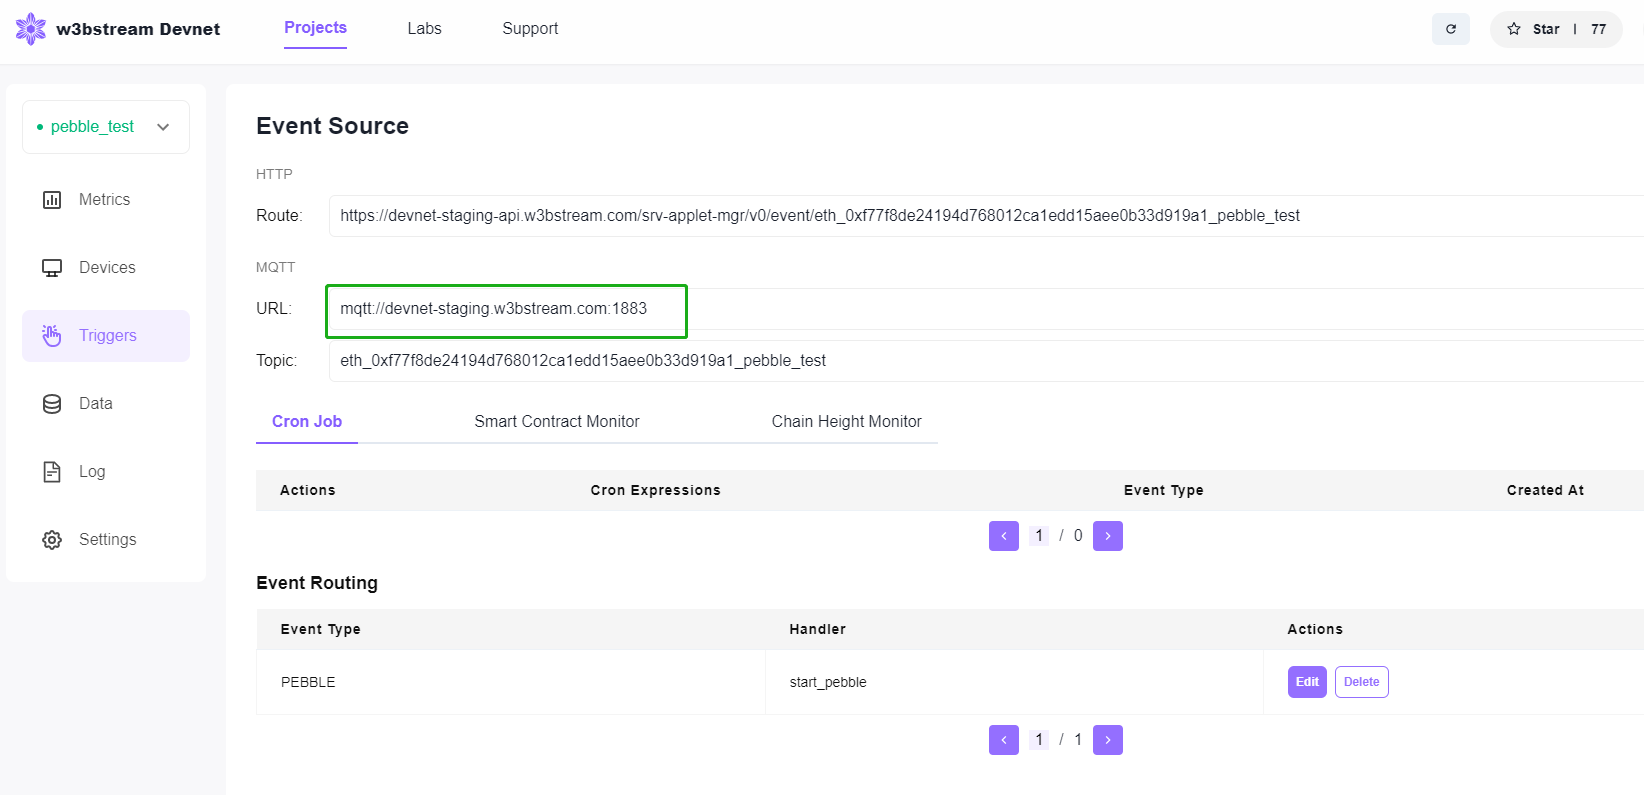 w3bstream Devnet
Projects
Labs
Support
Star | 77
pebble_test
Metrics
Devices
Triggers
Data
Log
Settings
Event Source
HTTP
Route: https://devnet-staging-api.w3bstream.com/srv-applet-mgr/v0/event/eth_0xf77f8de24194d768012ca1edd15aee0b33d919a1_pebble_test
MQTT
URL: mqtt://devnet-staging.w3bstream.com:1883
Topic: eth_0xf77f8de24194d768012ca1edd15aee0b33d919a1_pebble_test
Cron Job Smart Contract Monitor Chain Height Monitor
Actions Cron Expressions Event Type Created At
< 1 / 0 >
Event Routing
Event Type Handler Actions
PEBBLE start_pebble Edit Delete
< 1 / 1 >